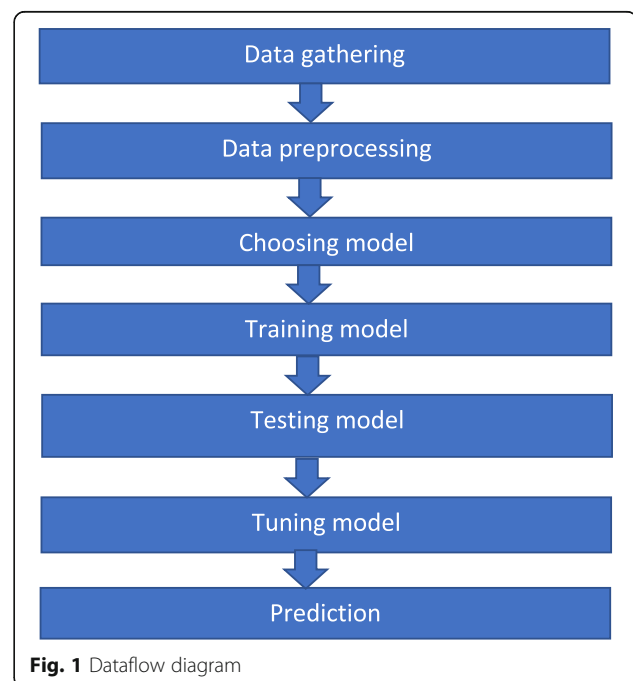 Data gathering
Data preprocessing
Choosing model
Training model
Testing model
Tuning model
Prediction
Fig. 1 Dataflow diagram